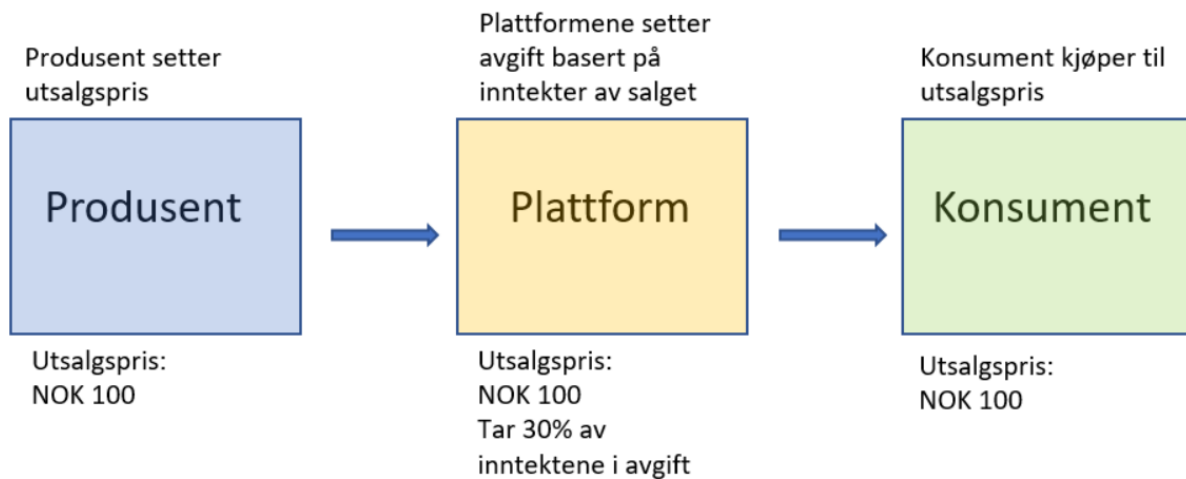 Produsent setter
utsalgspris
Produsent
Utsalgspris:
NOK 100
Plattformene setter
avgift basert på
inntekter av salget
Plattform
Utsalgspris:
NOK 100
Tar 30% av
inntektene i avgift
Konsument kjøper til
utsalgspris
Konsument
Utsalgspris:
NOK 100